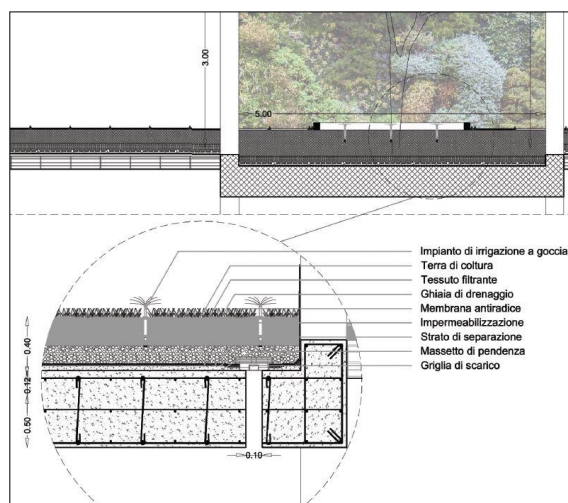 3.00
5.00
Impianto di irrigazione a goccia
Terra di coltura
Tessuto filtrante
Ghiaia di drenaggio
Membrana antiradice
Impermeabilizzazione
Strato di separazione
Massetto di pendenza
Griglia di scarico
0.40
0.12
0.50
0.10